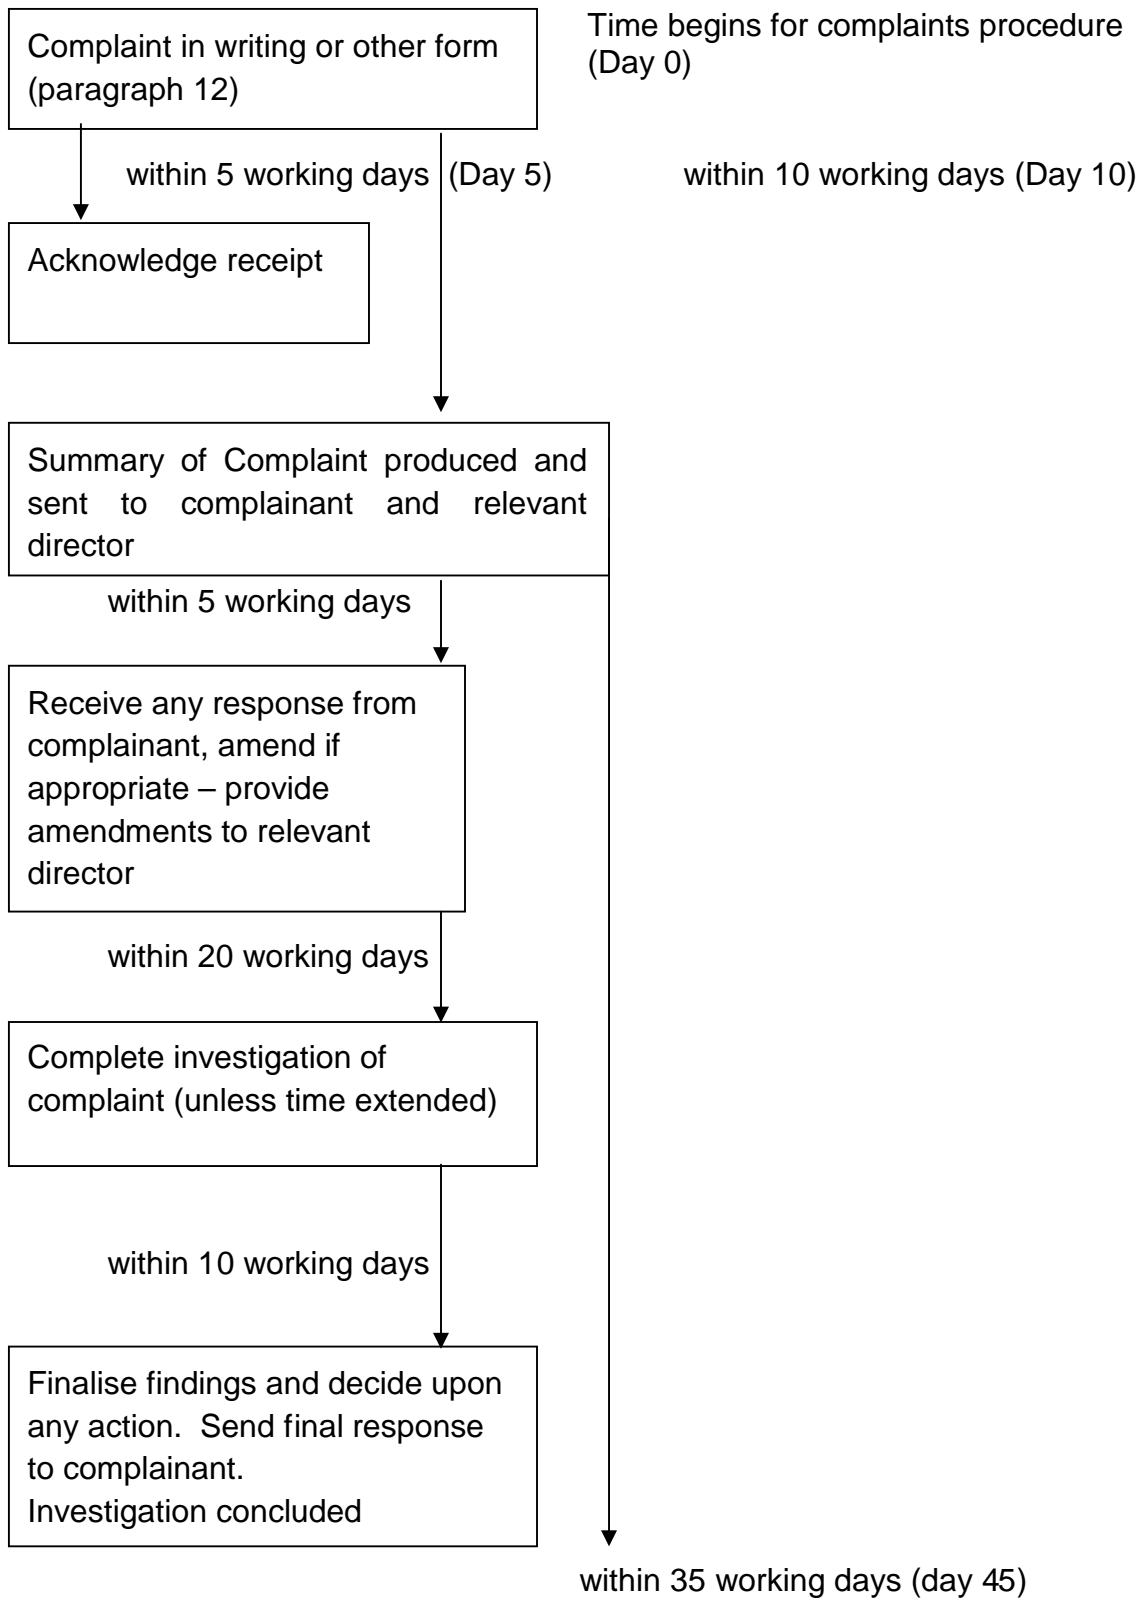 Complaint in writing or other form
(paragraph 12)
Time begins for complaints procedure
(Day 0)
within 5 working days (Day 5)
within 10 working days (Day 10)
Acknowledge receipt
Summary of Complaint produced and
sent to complainant and relevant
director
within 5 working days
Receive any response from
complainant, amend if
appropriate – provide
amendments to relevant
director
within 20 working days
Complete investigation of
complaint (unless time extended)
within 10 working days
Finalise findings and decide upon
any action.  Send final response
to complainant.
Investigation concluded
within 35 working days (day 45)